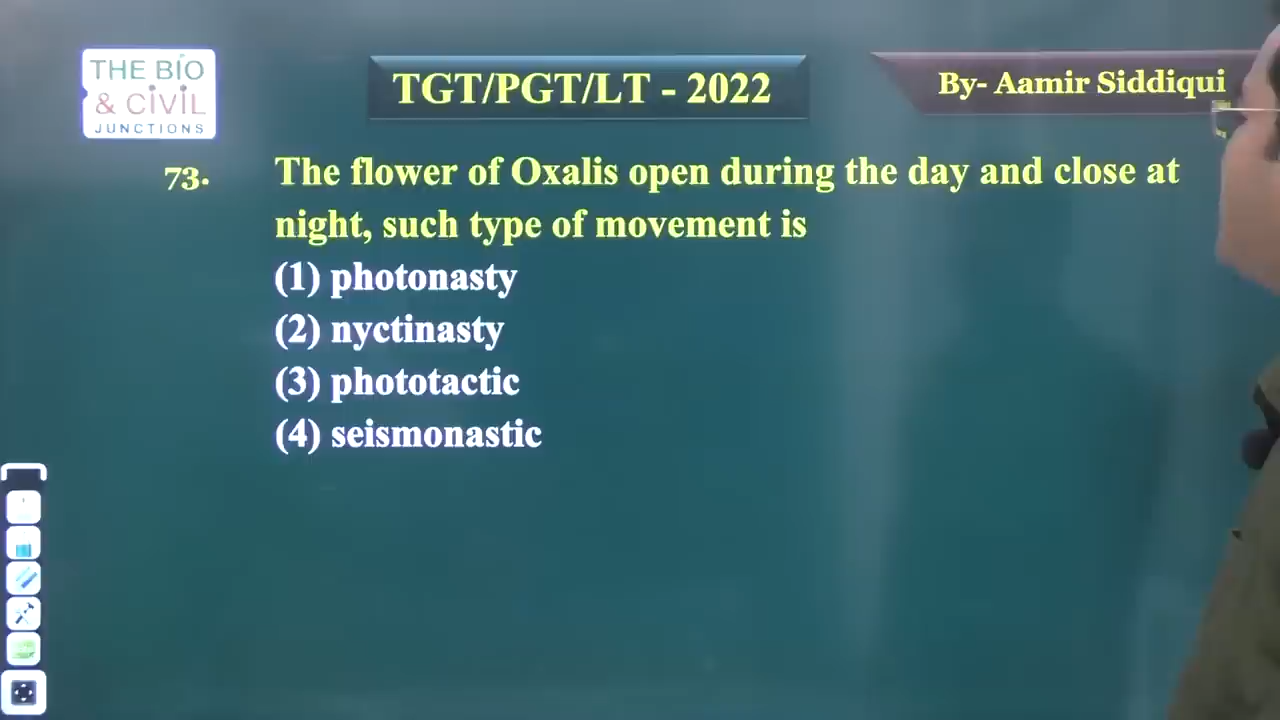 THE BiO
& CiViL
JUNCTIONS
TGT/PGT/LT - 2022
By- Aamir Siddiqui
73. The flower of Oxalis open during the day and close at
night, such type of movement is
(1) photonasty
(2) nyctinasty
(3) phototactic
(4) seismonastic